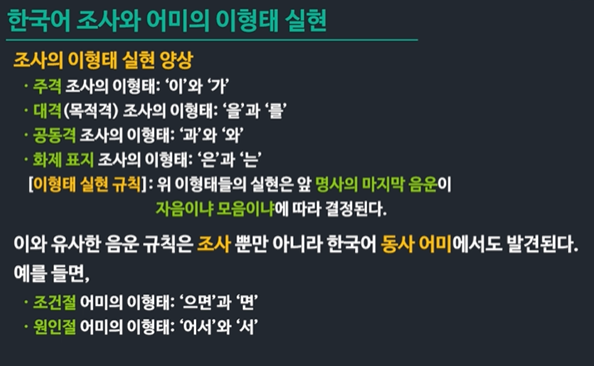 한국어 조사와 어미의 이형태 실현
조사의 이형태 실현 양상
· 주격 조사의 이형태: ‘이’와 ‘가’
· 대격(목적격) 조사의 이형태: ‘을’과 ‘를’
· 공동격 조사의 이형태: ‘과’와 ‘와’
· 화제 표지 조사의 이형태: ‘은’과 ‘는’
[이형태 실현 규칙] : 위 이형태들의 실현은 앞 명사의 마지막 음운이
자음이냐 모음이냐에 따라 결정된다.
이와 유사한 음운 규칙은 조사 뿐만 아니라 한국어 동사 어미에서도 발견된다.
예를 들면,
· 조건절 어미의 이형태: ‘으면’과 ‘면’
· 원인절 어미의 이형태: ‘어서’와 ‘서’